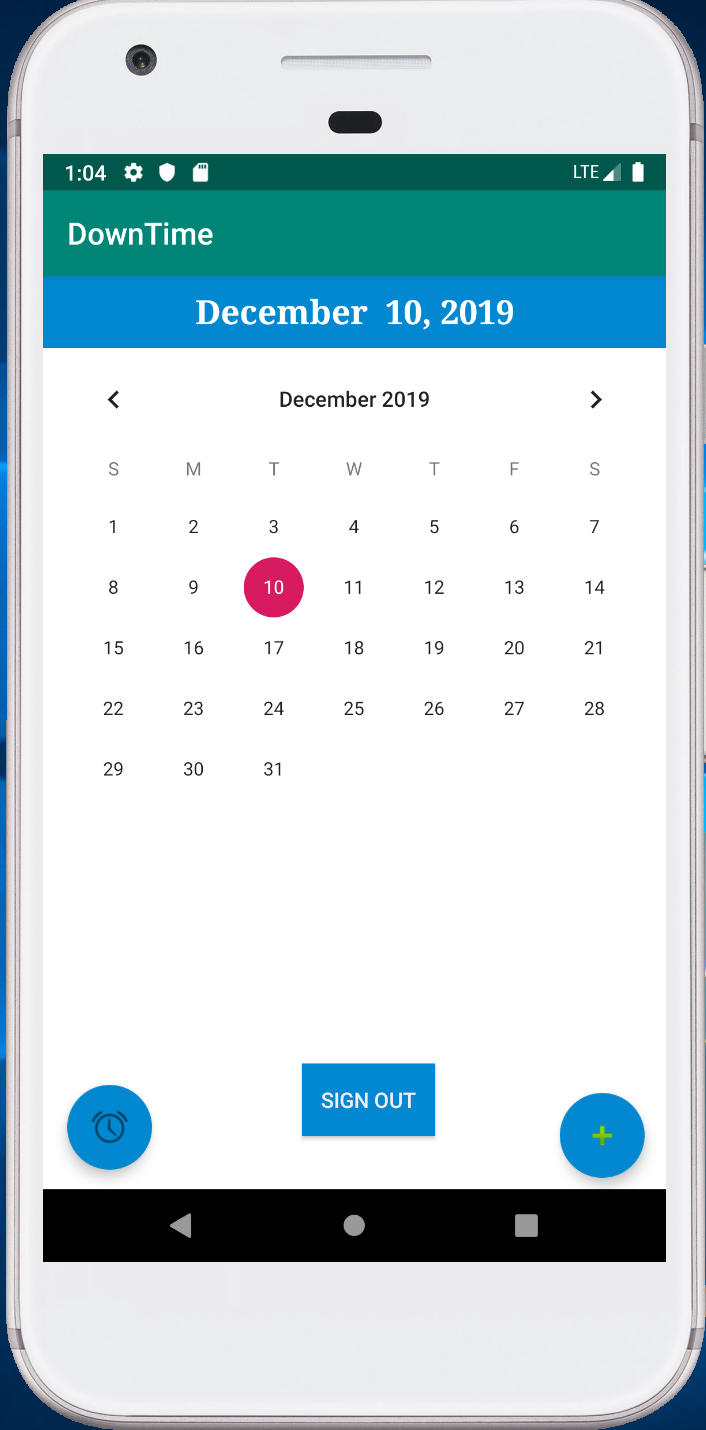 1:04 LTE
DownTime
December 10, 2019
December 2019
S M T W T F S
1 2 3 4 5 6 7
8 9 10 11 12 13 14
15 16 17 18 19 20 21
22 23 24 25 26 27 28
29 30 31
SIGN OUT
+